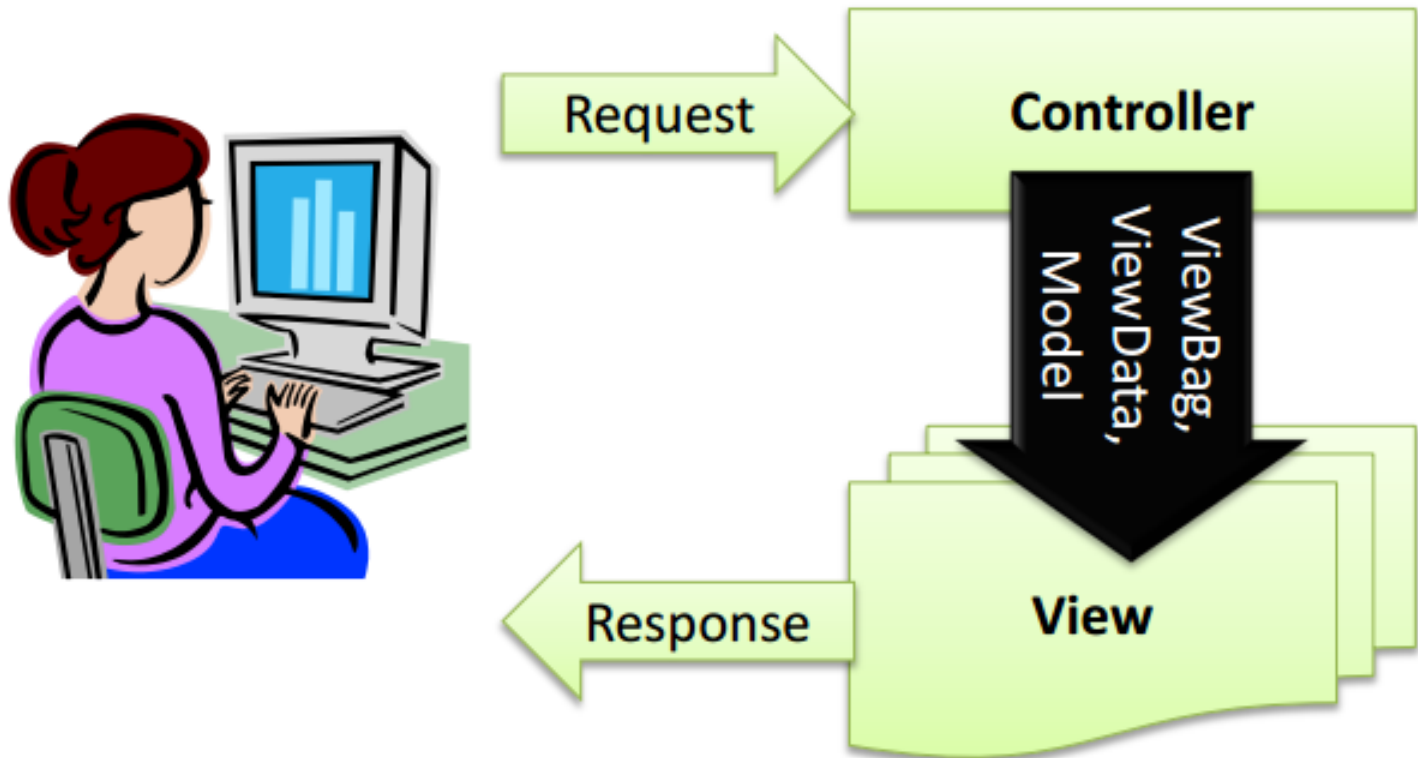 Request
Controller
ViewBag,
ViewData,
Model
Response
View